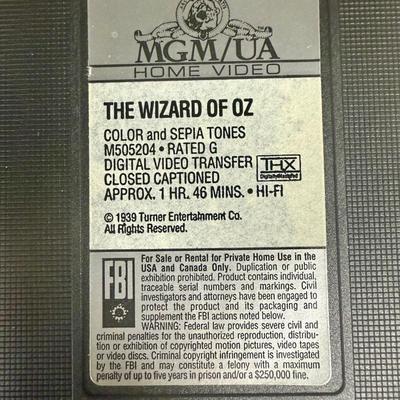 MGM/UA
HOME VIDEO
THE WIZARD OF OZ
COLOR and SEPIA TONES
M505204 • RATED G
DIGITAL VIDEO TRANSFER
THX
Digitally Mastered
CLOSED CAPTIONED
APPROX. 1 HR. 46 MINS. • HI-FI
© 1939 Turner Entertainment Co.
All Rights Reserved.
FBI
For Sale or Rental for Private Home Use in the
USA and Canada Only. Duplication or public
exhibition prohibited. Product contains individual,
traceable serial numbers and markings. Civil
investigators and attorneys have been engaged to
protect the product and its packaging and
supplement the FBI actions noted below.
WARNING: Federal law provides severe civil and
criminal penalties for the unauthorized reproduction, distribu-
tion or exhibition of copyrighted motion pictures, video tapes
or video discs. Criminal copyright infringement is investigated
by the FBI and may constitute a felony with a maximum
penalty of up to five years in prison and/or a $250,000 fine.